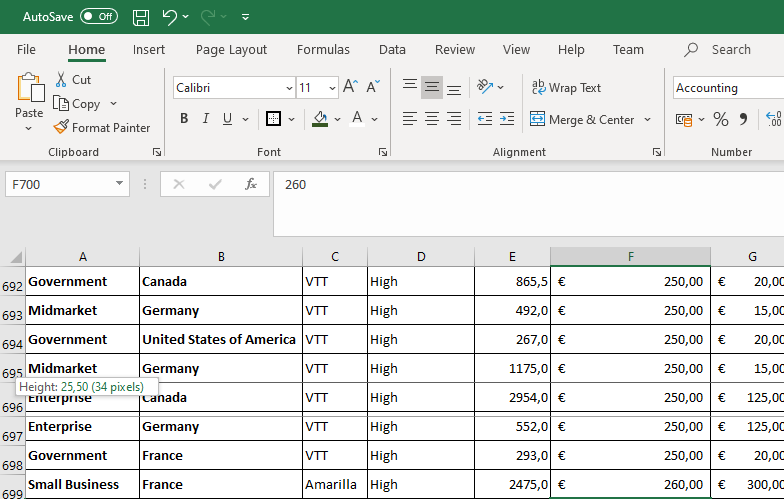 AutoSave Off
File Home Insert Page Layout Formulas Data Review View Help Team Search
Paste
Cut
Copy
Format Painter
Clipboard
Calibri 11
A A
B I U A
Font
ab Wrap Text
Merge & Center
Alignment
Accounting
% 9 ,00
Number
F700 fx 260
A B C D E F G
692 Government Canada VTT High 865,5 € 250,00 € 20,00
693 Midmarket Germany VTT High 492,0 € 250,00 € 15,00
694 Government United States of America VTT High 267,0 € 250,00 € 20,00
695 Midmarket Germany VTT High 1175,0 € 250,00 € 15,00
Height: 25,50 (34 pixels)
696 Enterprise Canada VTT High 2954,0 € 250,00 € 125,00
697 Enterprise Germany VTT High 552,0 € 250,00 € 125,00
698 Government France VTT High 293,0 € 250,00 € 20,00
699 Small Business France Amarilla High 2475,0 € 260,00 € 300,00